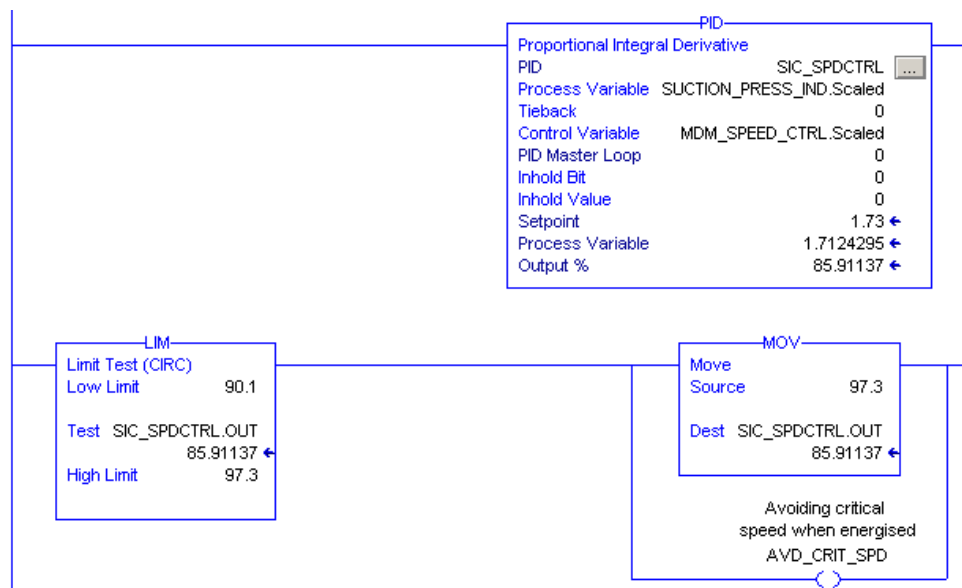 PID
Proportional Integral Derivative
PID SIC_SPDCTRL ...
Process Variable SUCTION_PRESS_IND.Scaled
Tieback 0
Control Variable MDM_SPEED_CTRL.Scaled
PID Master Loop 0
Inhold Bit 0
Inhold Value 0
Setpoint 1.73
Process Variable 1.7124295
Output % 85.91137
LIM
Limit Test (CIRC)
Low Limit 90.1
Test SIC_SPDCTRL.OUT
85.91137
High Limit 97.3
MOV
Move
Source 97.3
Dest SIC_SPDCTRL.OUT
85.91137
Avoiding critical
speed when energised
AVD_CRIT_SPD